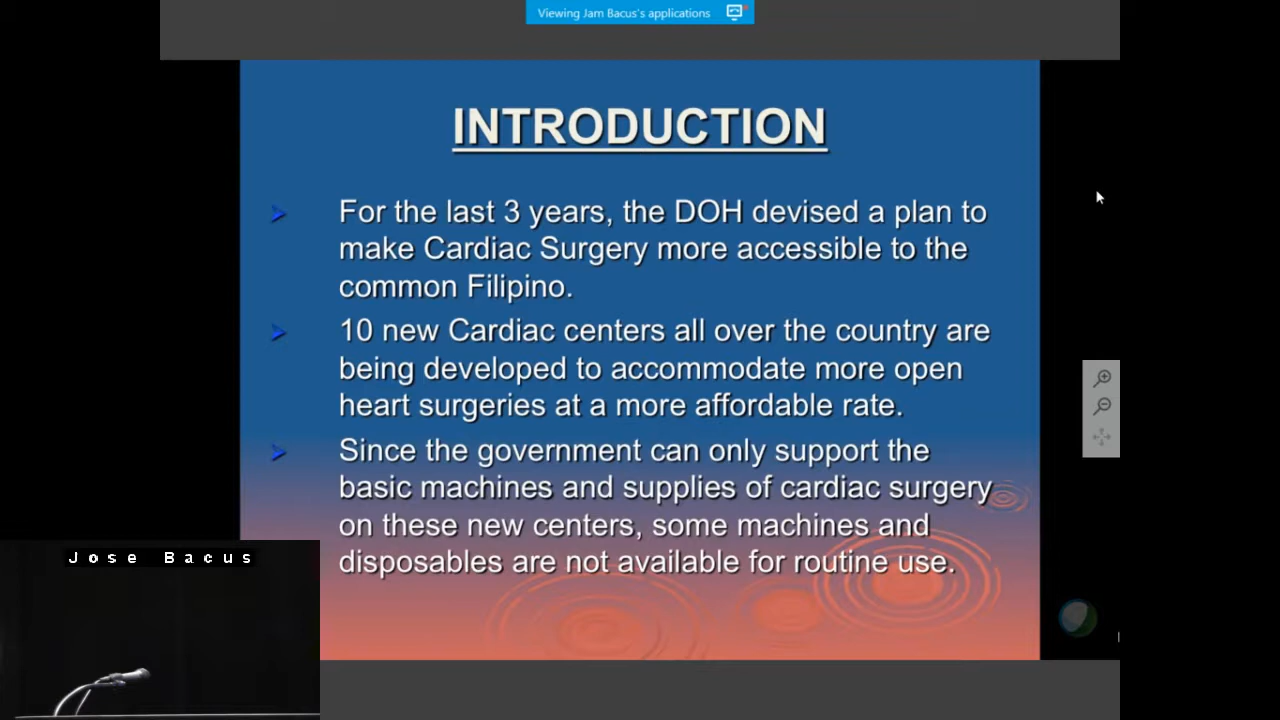 Viewing Jam Bacus's applications
INTRODUCTION
For the last 3 years, the DOH devised a plan to
make Cardiac Surgery more accessible to the
common Filipino.
10 new Cardiac centers all over the country are
being developed to accommodate more open
heart surgeries at a more affordable rate.
Since the government can only support the
basic machines and supplies of cardiac surgery
on these new centers, some machines and
disposables are not available for routine use.
Jose Bacus